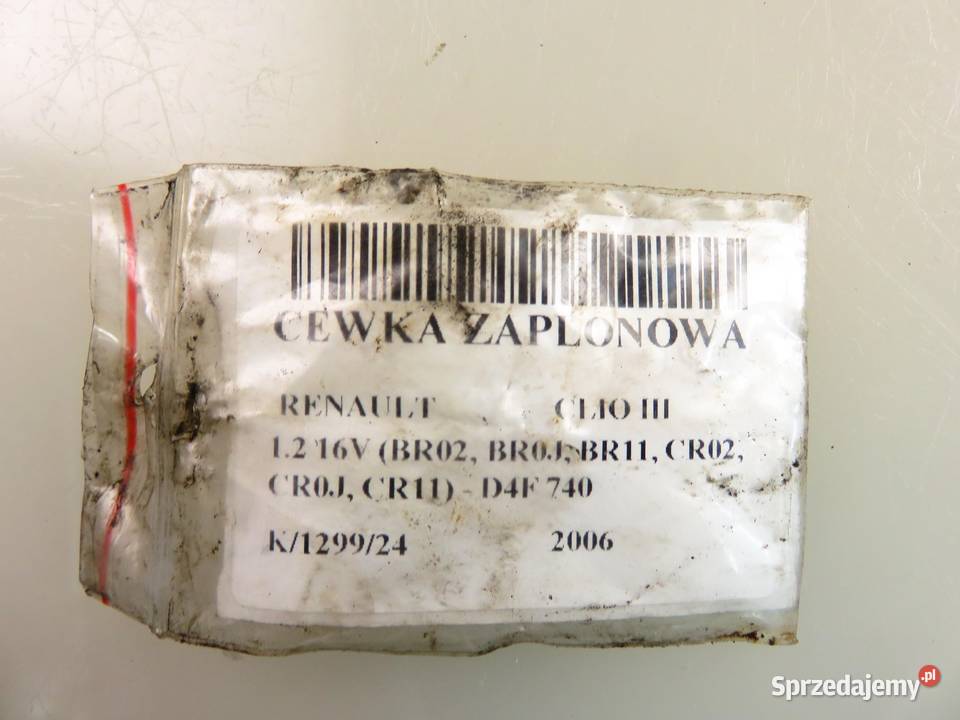 CEWKA ZAPLONOWA
RENAULT CLIO III
1.2 16V (BR02, BR0J, BR11, CR02,
CR0J, CR11) - D4F 740
K/1299/24 2006
Sprzedajemy.pl